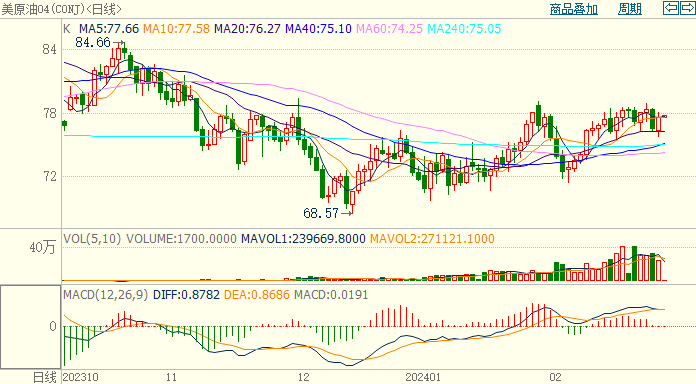 美原油04(CONJ)<日线> 商品叠加 周期
K MA5:77.66 MA10:77.58 MA20:76.27 MA40:75.10 MA60:74.25 MA240:75.05
84.66
84
78
72
68.57
VOL(5,10) VOLUME:1700.0000 MAVOL1:239669.8000 MAVOL2:271121.1000
40万
MACD(12,26,9) DIFF:0.8782 DEA:0.8686 MACD:0.0191
0
日线 202310 11 12 202401 02